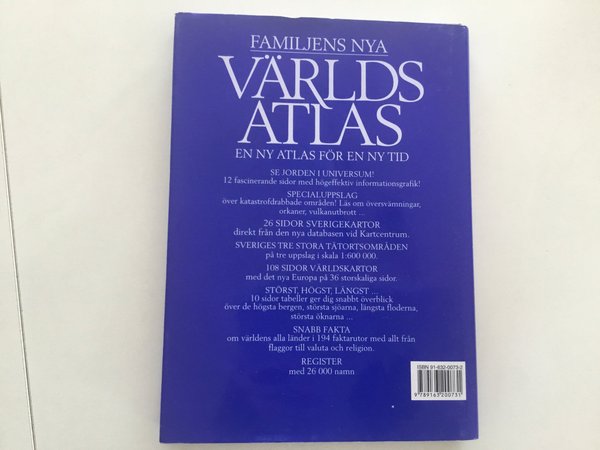 FAMILJENS NYA
VÄRLDS
ATLAS
EN NY ATLAS FÖR EN NY TID
SE JORDEN I UNIVERSUM!
12 fascinerande sidor med högeffektiv informationsgrafik!
SPECIALUPPSLAG
över katastrofdrabbade områden! Läs om översvämningar,
orkaner, vulkanutbrott ...
26 SIDOR SVERIGEKARTOR
direkt från den nya databasen vid Kartcentrum.
SVERIGES TRE STORA TÄTORTSOMRÅDEN
på tre uppslag i skala 1:600 000.
108 SIDOR VÄRLDSKARTOR
med det nya Europa på 36 storskaliga sidor.
STÖRST, HÖGST, LÄNGST ...
10 sidor tabeller ger dig snabbt överblick
över de högsta bergen, största sjöarna, längsta floderna,
största öknarna ...
SNABB FAKTA
om världens alla länder i 194 faktarutor med allt från
flaggor till valuta och religion.
REGISTER
med 26 000 namn
ISBN 91-632-0073-2
9 789163 200731